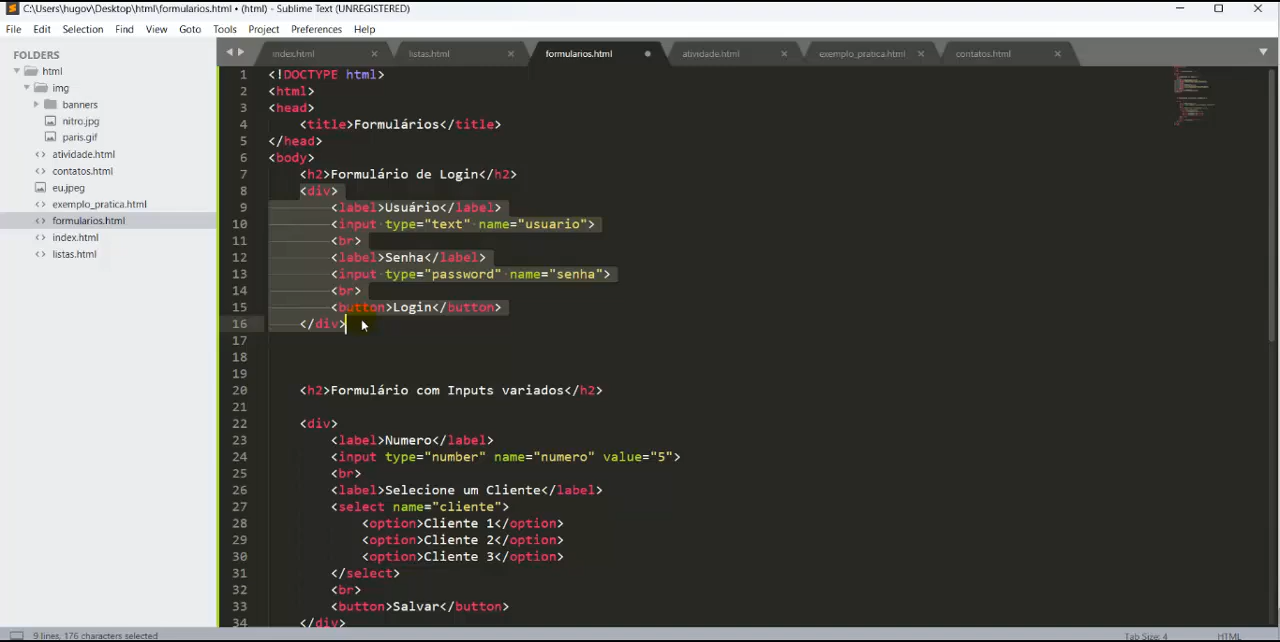 C:\Users\hugov\Desktop\html\formularios.html • (html) - Sublime Text (UNREGISTERED)
File Edit Selection Find View Goto Tools Project Preferences Help
FOLDERS
html
img
banners
nitro.jpg
paris.gif
atividade.html
contatos.html
eu.jpeg
exemplo_pratica.html
formularios.html
index.html
listas.html
index.html listas.html formularios.html atividade.html exemplo_pratica.html contatos.html
1 <!DOCTYPE html>
2 <html>
3 <head>
4 <title>Formulários</title>
5 </head>
6 <body>
7 <h2>Formulário de Login</h2>
8 <div>
9 <label>Usuário</label>
10 <input type="text" name="usuario">
11 <br>
12 <label>Senha</label>
13 <input type="password" name="senha">
14 <br>
15 <button>Login</button>
16 </div>
17
18
19
20 <h2>Formulário com Inputs variados</h2>
21
22 <div>
23 <label>Numero</label>
24 <input type="number" name="numero" value="5">
25 <br>
26 <label>Selecione um Cliente</label>
27 <select name="cliente">
28 <option>Cliente 1</option>
29 <option>Cliente 2</option>
30 <option>Cliente 3</option>
31 </select>
32 <br>
33 <button>Salvar</button>
34 </div>
9 lines, 176 characters selected
Tab Size: 4 HTML